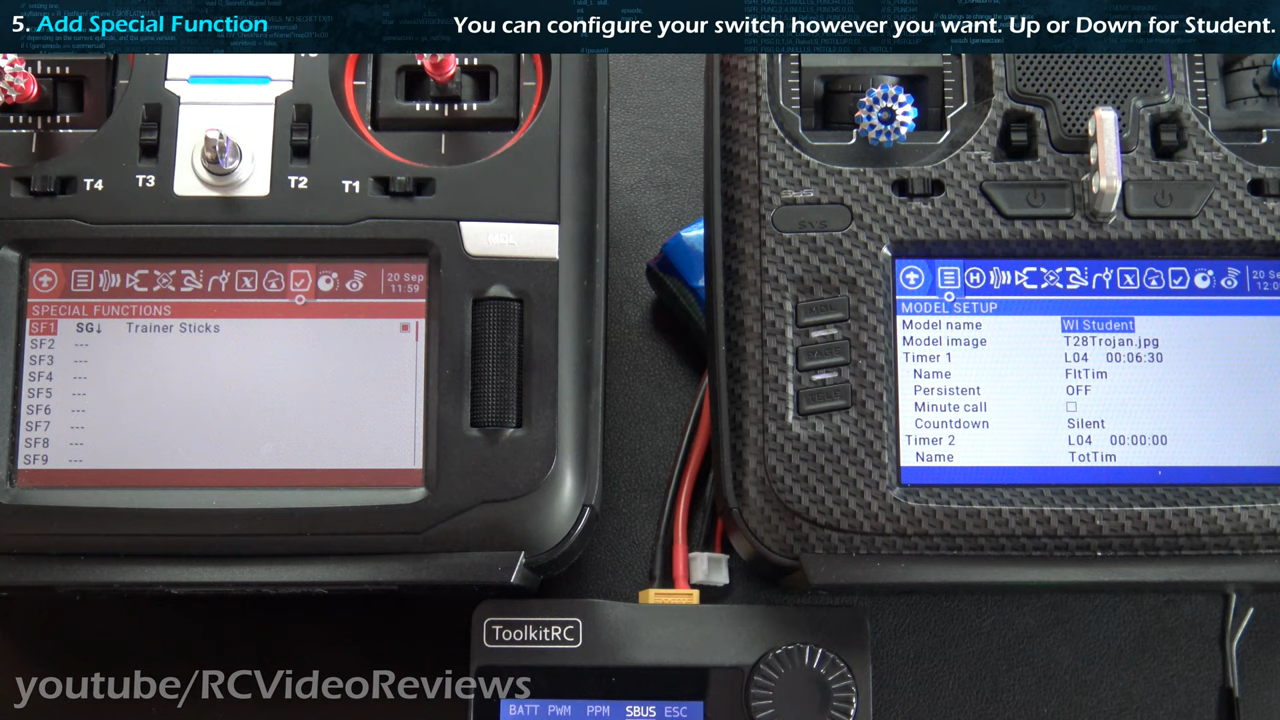 5. Add Special Function
You can configure your switch however you want. Up or Down for Student.
T4
T3
T2
T1
MDL
SYS
20 Sep
11:59
SPECIAL FUNCTIONS
SF1 SG↓ Trainer Sticks
SF2 ---
SF3 ---
SF4 ---
SF5 ---
SF6 ---
SF7 ---
SF8 ---
SF9 ---
20 Sep
MODEL SETUP
Model name WI Student
Model image T28Trojan.jpg
Timer 1 L04 00:06:30
Name FltTim
Persistent OFF
Minute call
Countdown Silent
Timer 2 L04 00:00:00
Name TotTim
ToolkitRC
BATT PWM PPM SBUS ESC
youtube/RCVideoReviews